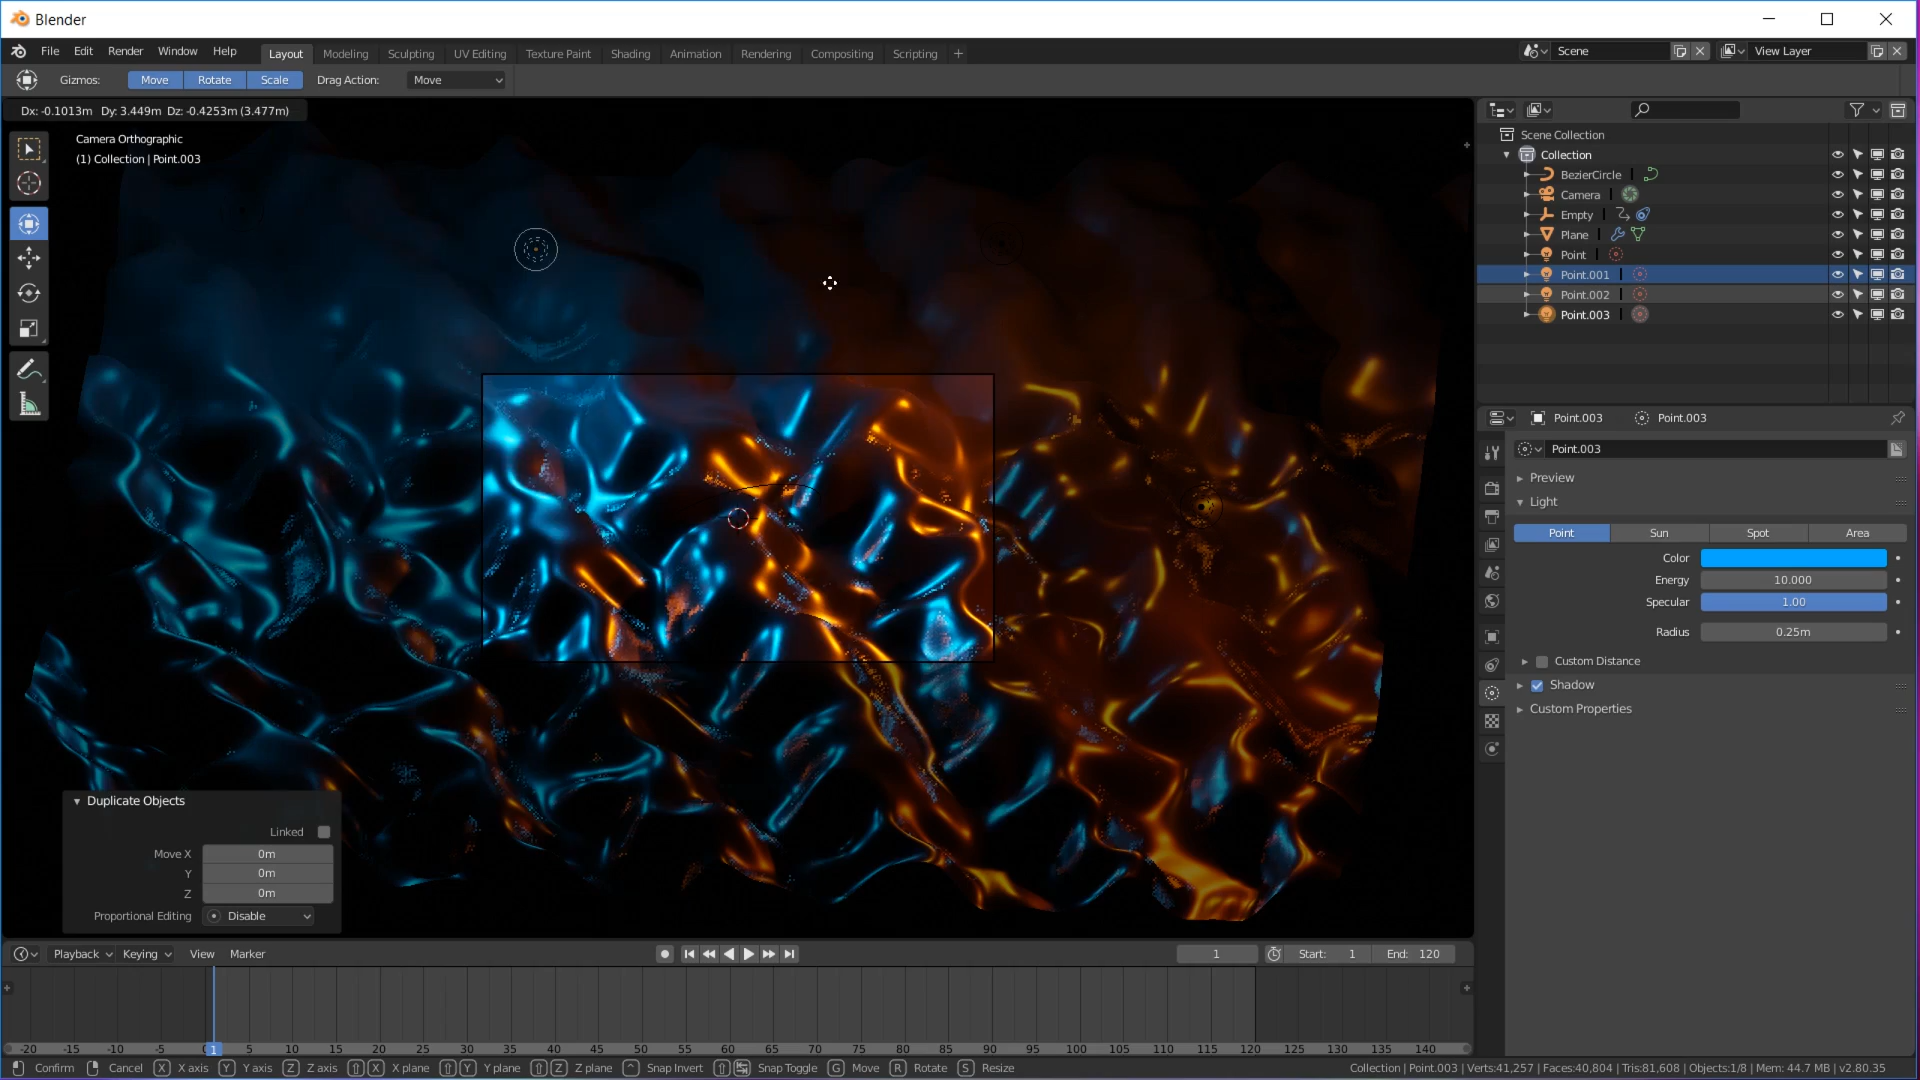 Blender
File Edit Render Window Help Layout Modeling Sculpting UV Editing Texture Paint Shading Animation Rendering Compositing Scripting + Scene View Layer
Gizmos: Move Rotate Scale Drag Action: Move
Dx: -0.1013m Dy: 3.449m Dz: -0.4253m (3.477m)
Camera Orthographic
(1) Collection | Point.003
Scene Collection
Collection
BezierCircle
Camera
Empty
Plane
Point
Point.001
Point.002
Point.003
Point.003 Point.003
Point.003
Preview
Light
Point Sun Spot Area
Color
Energy 10.000
Specular 1.00
Radius 0.25m
Custom Distance
Shadow
Custom Properties
Duplicate Objects
Linked
Move X 0m
Y 0m
Z 0m
Proportional Editing Disable
Playback Keying View Marker 1 Start: 1 End: 120
-20 -15 -10 -5 0 1 5 10 15 20 25 30 35 40 45 50 55 60 65 70 75 80 85 90 95 100 105 110 115 120 125 130 135 140
Confirm Cancel X X axis Y Y axis Z Z axis X X plane Y Y plane Z Z plane Snap Invert Snap Toggle G Move R Rotate S Resize Collection | Point.003 | Verts:41,257 | Faces:40,804 | Tris:81,608 | Objects:1/8 | Mem: 44.7 MB | v2.80.35